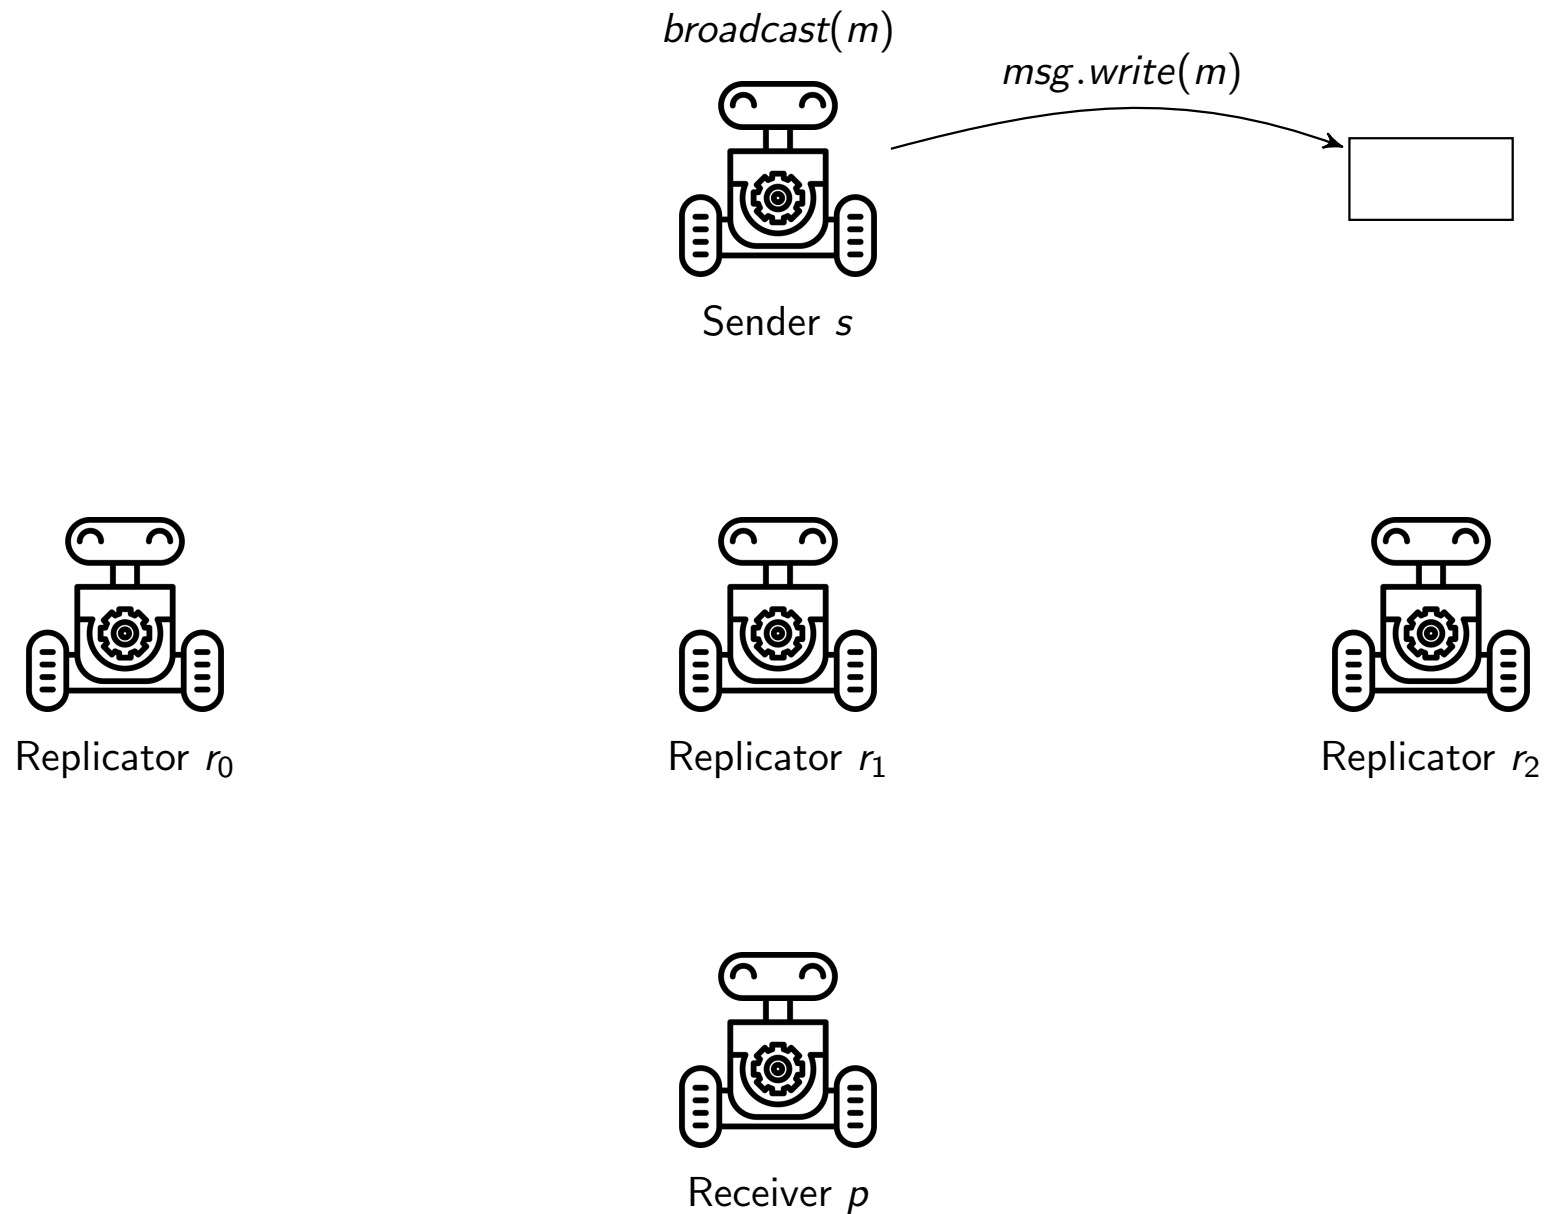 broadcast(m)
msg.write(m)
Sender s
Replicator r₀
Replicator r₁
Replicator r₂
Receiver p